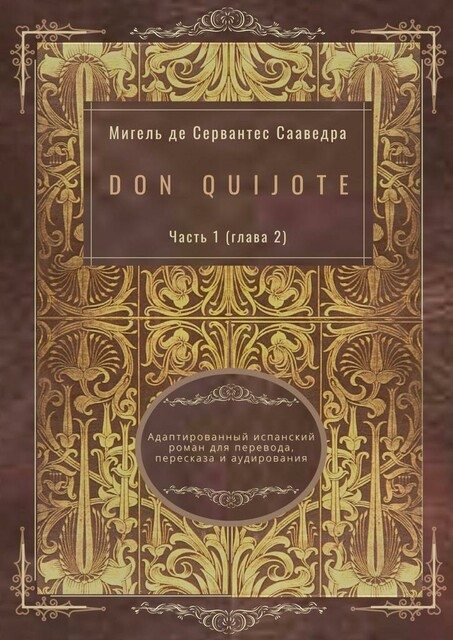 Мигель де Сервантес Сааведра
DON QUIJOTE
Часть 1 (глава 2)
Адаптированный испанский
роман для перевода,
пересказа и аудирования